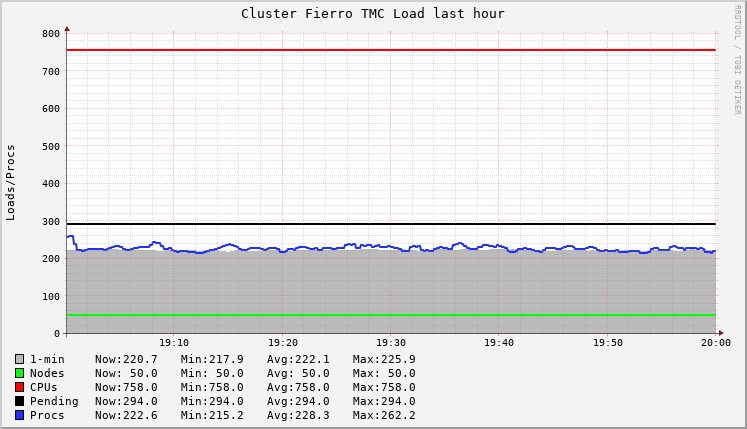 Cluster Fierro TMC Load last hour
RRDTOOL / TOBI OETIKER
Loads/Procs
800
700
600
500
400
300
200
100
0
19:10 19:20 19:30 19:40 19:50 20:00
1-min Now:220.7 Min:217.9 Avg:222.1 Max:225.9
Nodes Now: 50.0 Min: 50.0 Avg: 50.0 Max: 50.0
CPUs Now:758.0 Min:758.0 Avg:758.0 Max:758.0
Pending Now:294.0 Min:294.0 Avg:294.0 Max:294.0
Procs Now:222.6 Min:215.2 Avg:228.3 Max:262.2